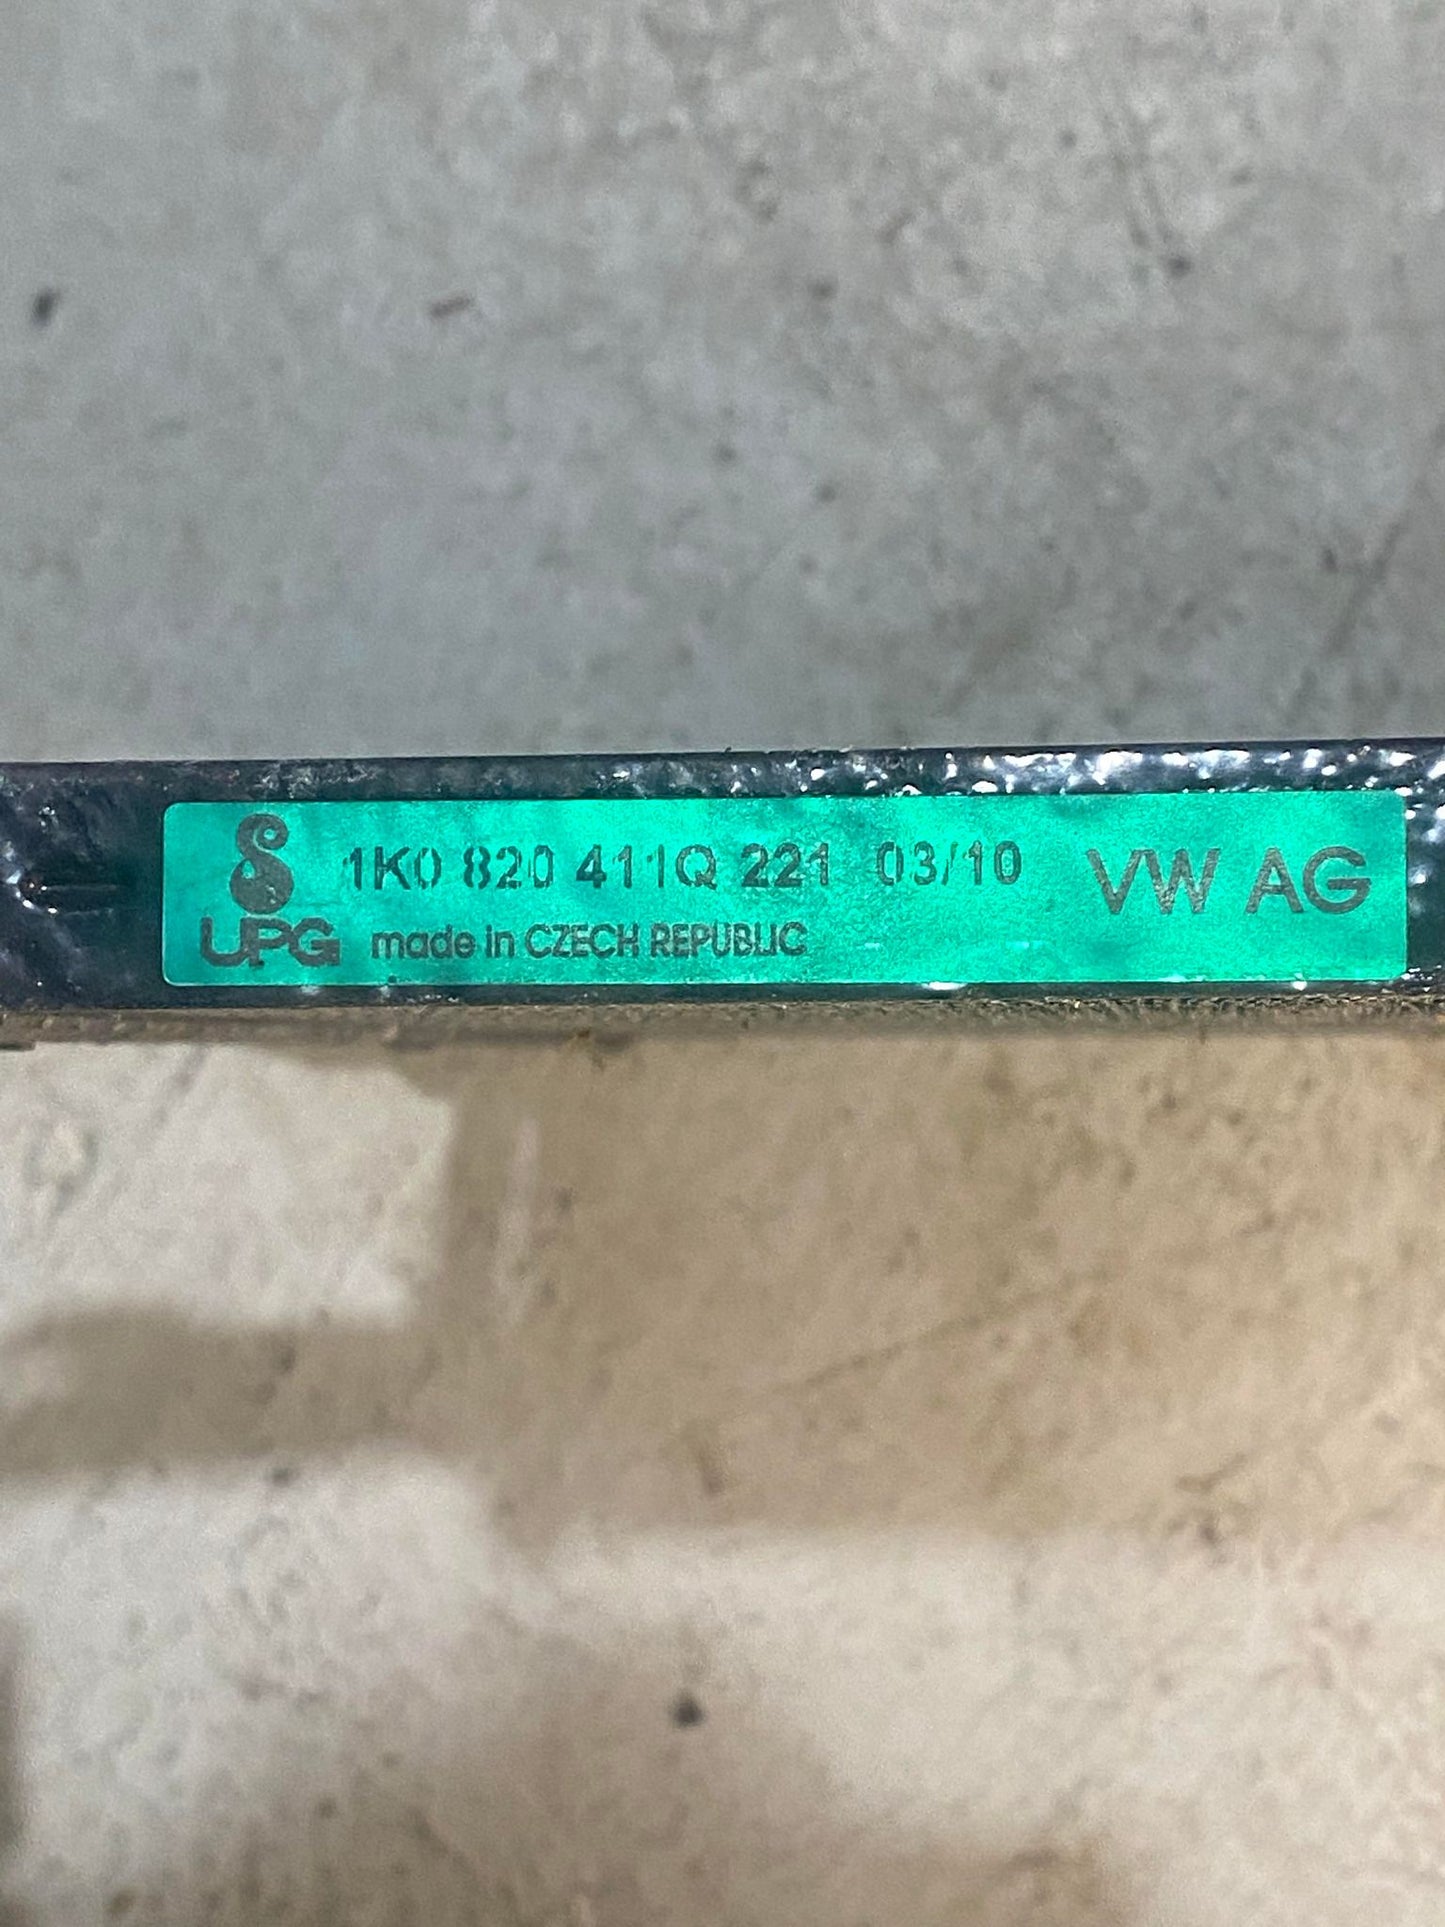 1K0 820 411Q 221 03/10 VW AG
UPG made in CZECH REPUBLIC